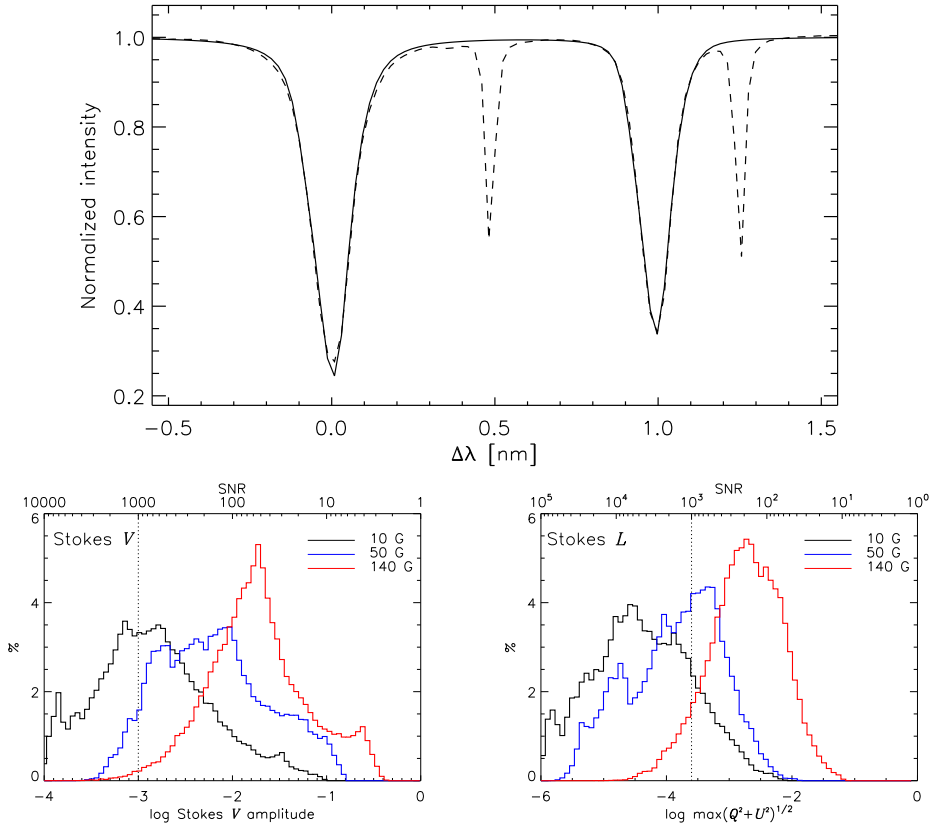 Normalized intensity
1.0
0.8
0.6
0.4
0.2
−0.5 0.0 0.5 1.0 1.5
Δλ [nm]
SNR
10000 1000 100 10 1
Stokes V
10 G
50 G
140 G
%
6
4
2
0
−4 −3 −2 −1 0
log Stokes V amplitude
SNR
10⁵ 10⁴ 10³ 10² 10¹ 10⁰
Stokes L
10 G
50 G
140 G
%
6
4
2
0
−6 −4 −2 0
log max(Q²+U²)^1/2